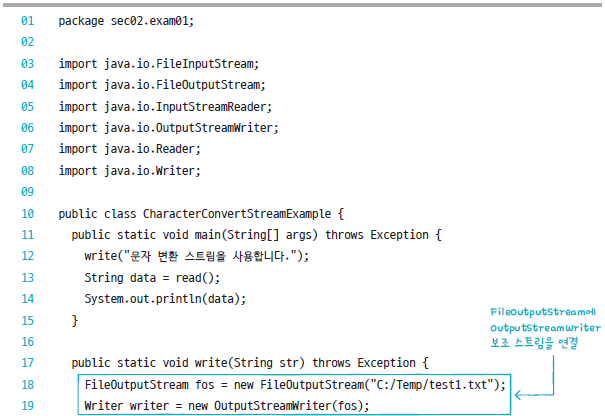 01 package sec02.exam01;
02
03 import java.io.FileInputStream;
04 import java.io.FileOutputStream;
05 import java.io.InputStreamReader;
06 import java.io.OutputStreamWriter;
07 import java.io.Reader;
08 import java.io.Writer;
09
10 public class CharacterConvertStreamExample {
11 public static void main(String[] args) throws Exception {
12 write("문자 변환 스트림을 사용합니다.");
13 String data = read();
14 System.out.println(data);
15 }
16
17 public static void write(String str) throws Exception {
18 FileOutputStream fos = new FileOutputStream("C:/Temp/test1.txt");
19 Writer writer = new OutputStreamWriter(fos);
FileOutputStream에
OutputStreamWriter
보조 스트림을 연결